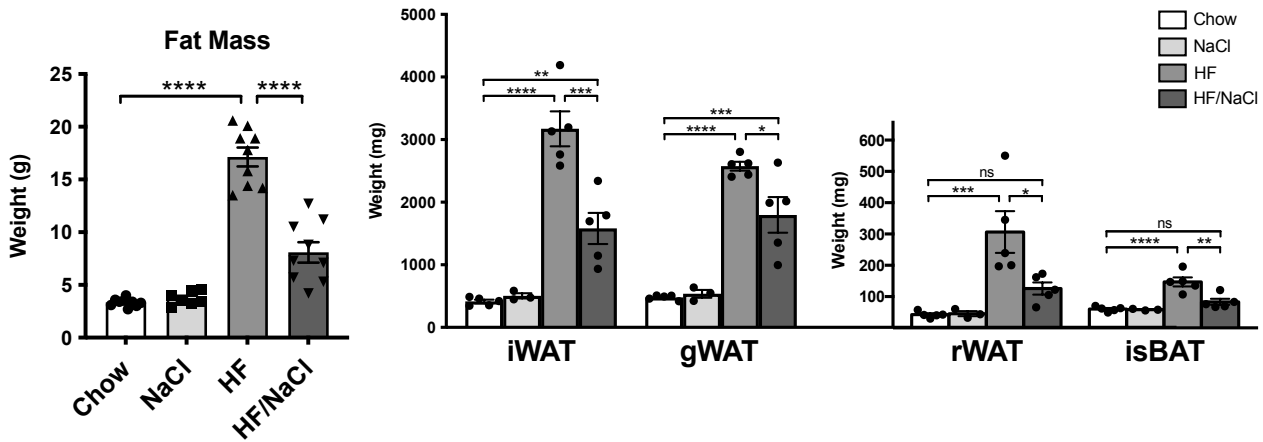 Fat Mass
Weight (g)
25
20
15
10
5
0
**** ****
Chow
NaCl
HF
HF/NaCl
Weight (mg)
5000
4000
3000
2000
1000
0
**
**** ***
***
**** *
iWAT
gWAT
Weight (mg)
600
500
400
300
200
100
ns
*** *
ns
**** **
rWAT
isBAT
Chow
NaCl
HF
HF/NaCl